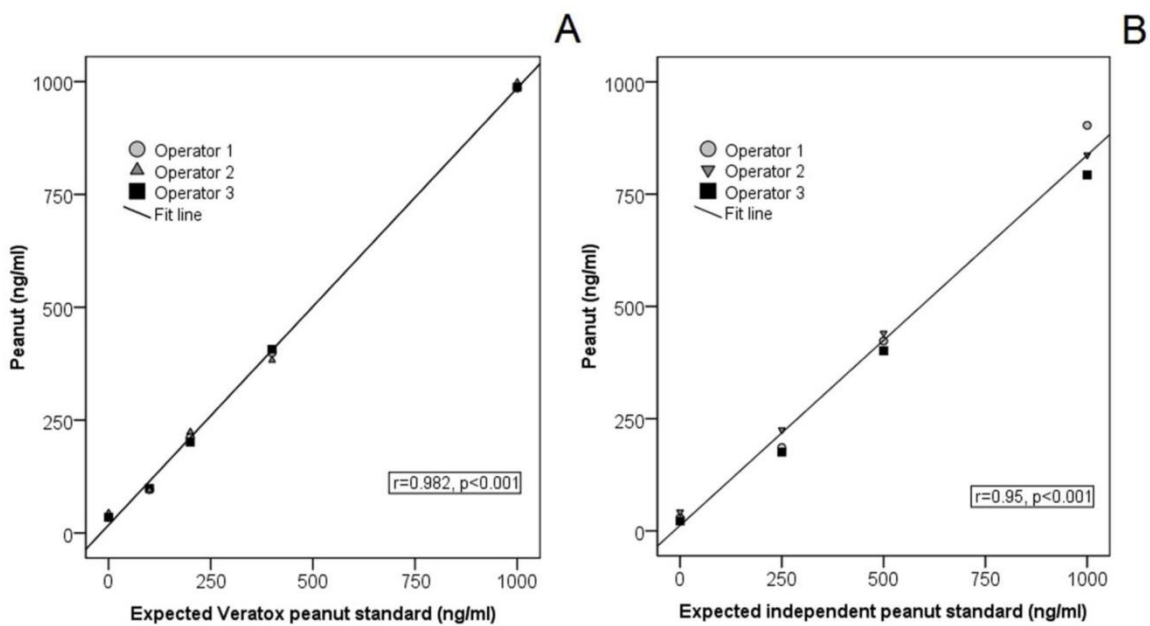 A
1000
750
500
250
0
Operator 1
Operator 2
Operator 3
Fit line
r=0.982, p<0.001
0 250 500 750 1000
Peanut (ng/ml)
Expected Veratox peanut standard (ng/ml)
B
1000
750
500
250
0
Operator 1
Operator 2
Operator 3
Fit line
r=0.95, p<0.001
0 250 500 750 1000
Peanut (ng/ml)
Expected independent peanut standard (ng/ml)